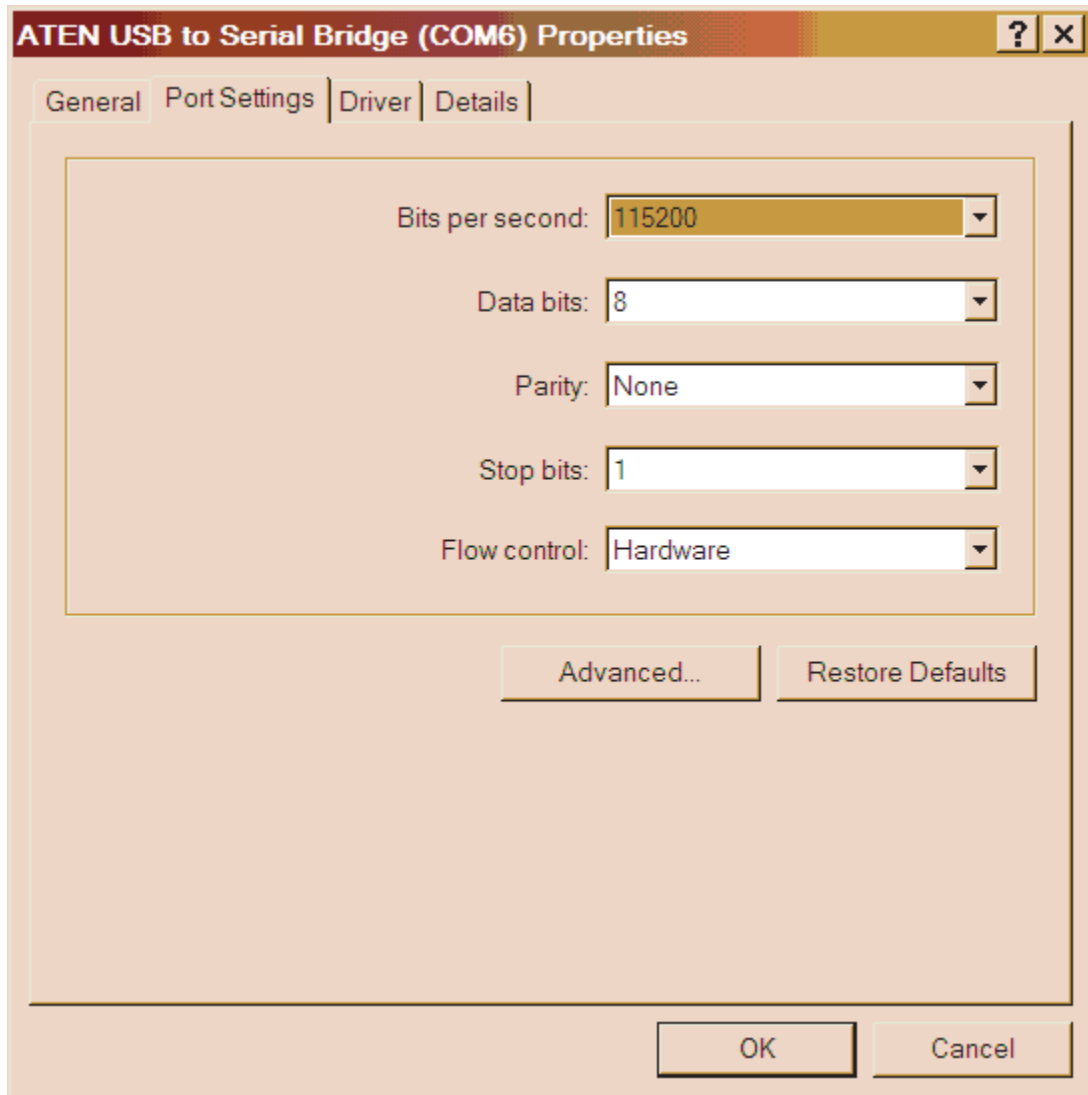 ATEN USB to Serial Bridge (COM6) Properties
General Port Settings Driver Details
Bits per second: 115200
Data bits: 8
Parity: None
Stop bits: 1
Flow control: Hardware
Advanced... Restore Defaults
OK Cancel